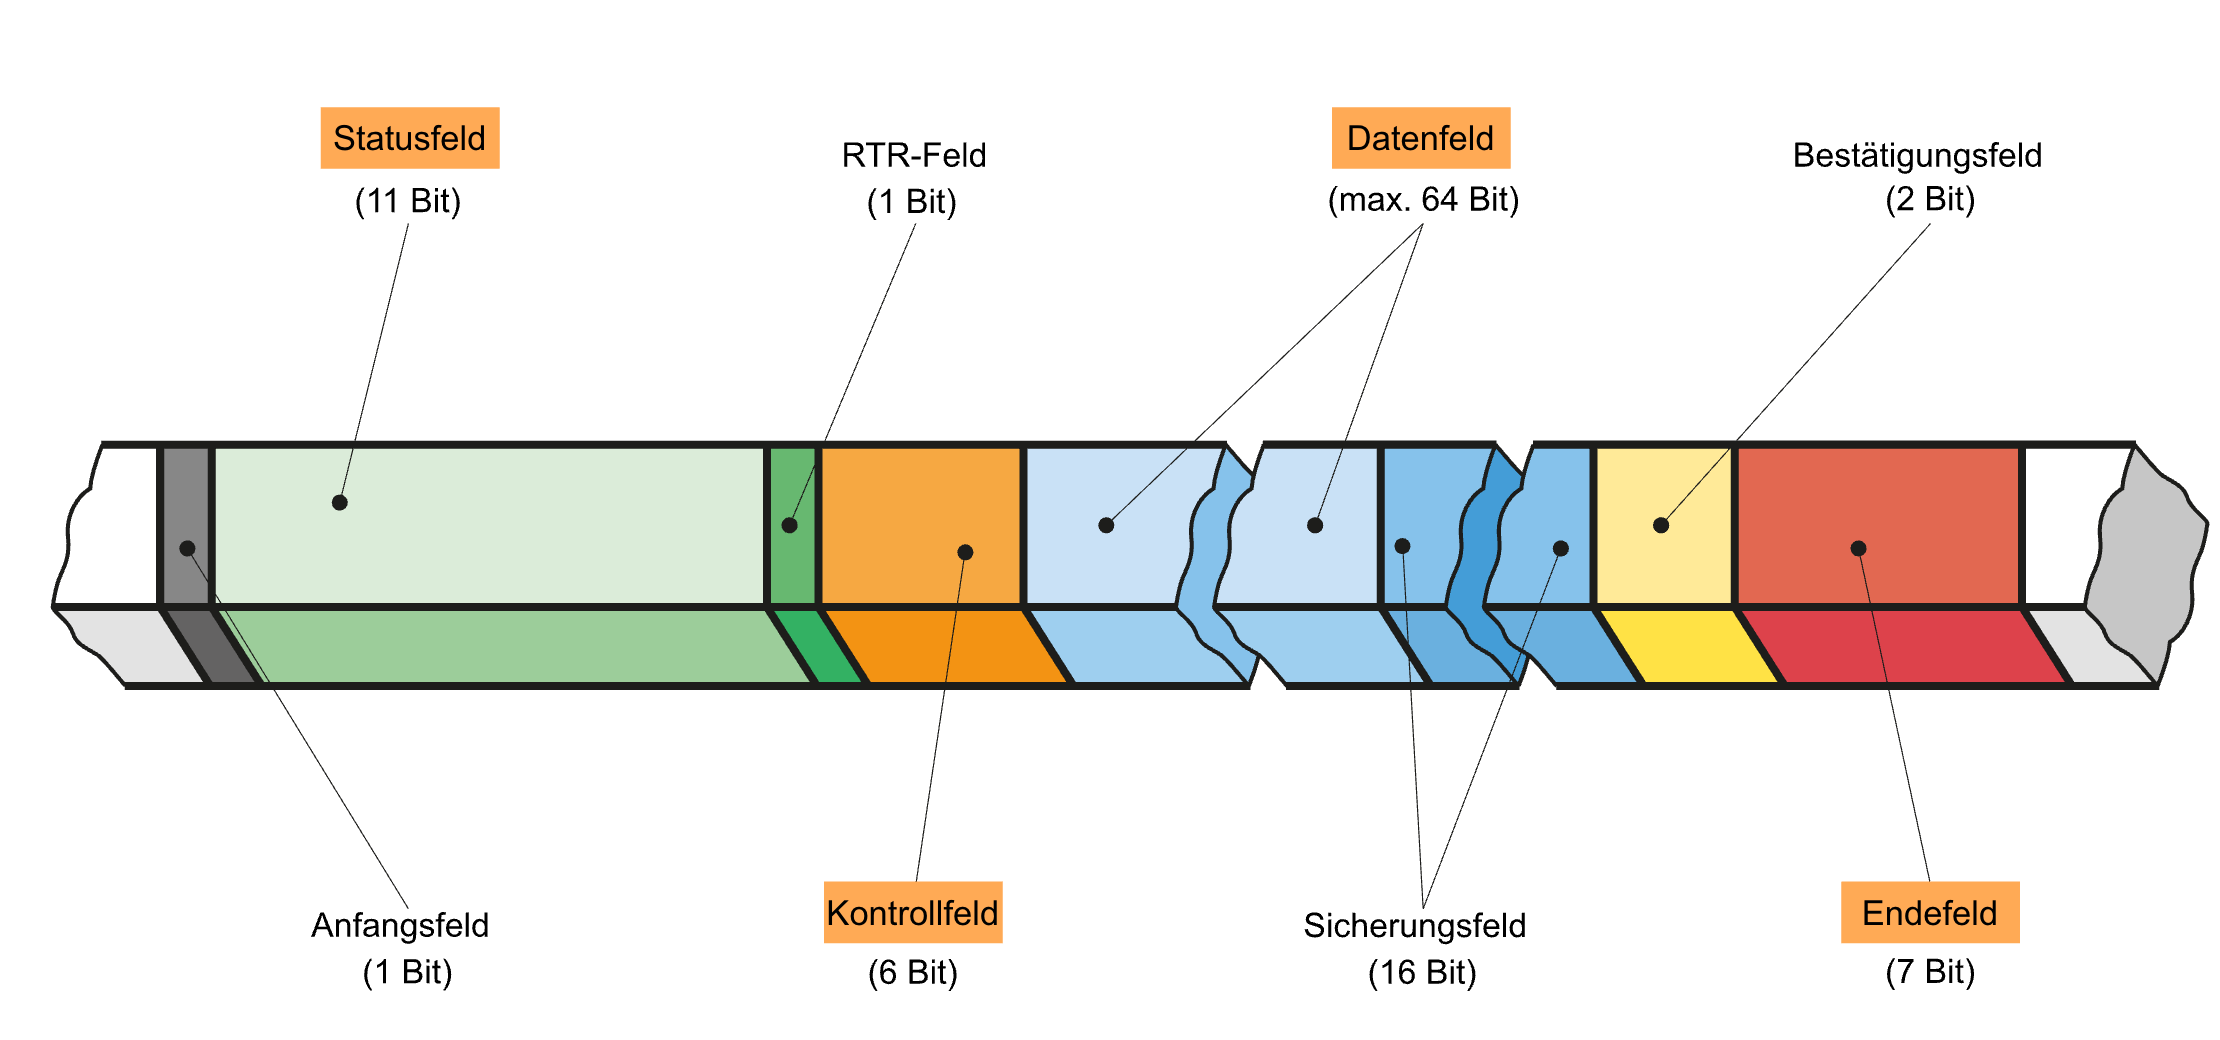 Statusfeld
(11 Bit)
RTR-Feld
(1 Bit)
Datenfeld
(max. 64 Bit)
Bestätigungsfeld
(2 Bit)
Anfangsfeld
(1 Bit)
Kontrollfeld
(6 Bit)
Sicherungsfeld
(16 Bit)
Endefeld
(7 Bit)